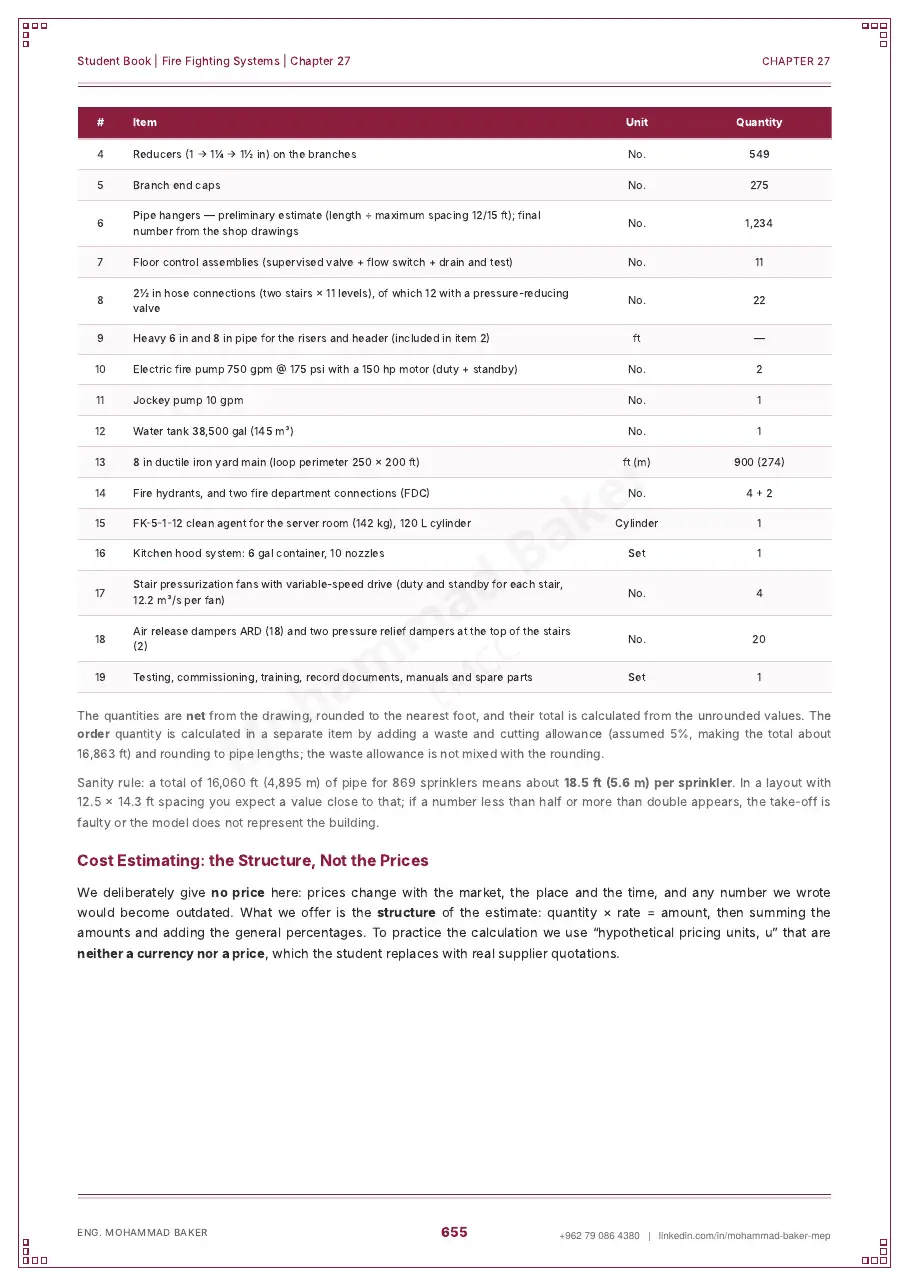 Student Book | Fire Fighting Systems | Chapter 27
CHAPTER 27
# Item Unit Quantity
4 Reducers (1 → 1¼ → 1½ in) on the branches No. 549
5 Branch end caps No. 275
6 Pipe hangers — preliminary estimate (length ÷ maximum spacing 12/15 ft); final
number from the shop drawings No. 1,234
7 Floor control assemblies (supervised valve + flow switch + drain and test) No. 11
8 2½ in hose connections (two stairs × 11 levels), of which 12 with a pressure-reducing
valve No. 22
9 Heavy 6 in and 8 in pipe for the risers and header (included in item 2) ft —
10 Electric fire pump 750 gpm @ 175 psi with a 150 hp motor (duty + standby) No. 2
11 Jockey pump 10 gpm No. 1
12 Water tank 38,500 gal (145 m³) No. 1
13 8 in ductile iron yard main (loop perimeter 250 × 200 ft) ft (m) 900 (274)
14 Fire hydrants, and two fire department connections (FDC) No. 4 + 2
15 FK-5-1-12 clean agent for the server room (142 kg), 120 L cylinder Cylinder 1
16 Kitchen hood system: 6 gal container, 10 nozzles Set 1
17 Stair pressurization fans with variable-speed drive (duty and standby for each stair,
12.2 m³/s per fan) No. 4
18 Air release dampers ARD (18) and two pressure relief dampers at the top of the stairs
(2) No. 20
19 Testing, commissioning, training, record documents, manuals and spare parts Set 1
Mohammad Baker
EMCC
The quantities are net from the drawing, rounded to the nearest foot, and their total is calculated from the unrounded values. The
order quantity is calculated in a separate item by adding a waste and cutting allowance (assumed 5%, making the total about
16,863 ft) and rounding to pipe lengths; the waste allowance is not mixed with the rounding.
Sanity rule: a total of 16,060 ft (4,895 m) of pipe for 869 sprinklers means about 18.5 ft (5.6 m) per sprinkler. In a layout with
12.5 × 14.3 ft spacing you expect a value close to that; if a number less than half or more than double appears, the take-off is
faulty or the model does not represent the building.
Cost Estimating: the Structure, Not the Prices
We deliberately give no price here: prices change with the market, the place and the time, and any number we wrote
would become outdated. What we offer is the structure of the estimate: quantity × rate = amount, then summing the
amounts and adding the general percentages. To practice the calculation we use “hypothetical pricing units, u” that are
neither a currency nor a price, which the student replaces with real supplier quotations.
ENG. MOHAMMAD BAKER
655
+962 79 086 4380 | linkedin.com/in/mohammad-baker-mep